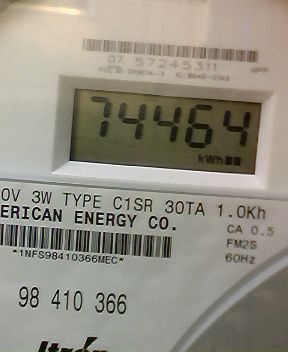 07 57245311
74464
kWh
0V 3W TYPE C1SR 30TA 1.0Kh
ERICAN ENERGY CO.
CA 0.5
FM2S
60Hz
*1NFS98410366MEC*
98 410 366
Itrón